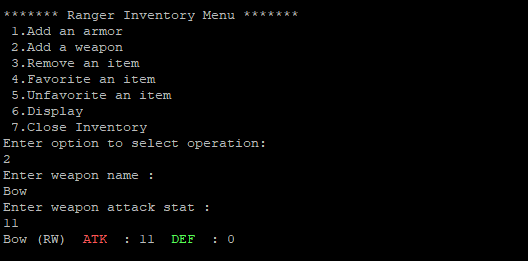 ******* Ranger Inventory Menu *******
1.Add an armor
2.Add a weapon
3.Remove an item
4.Favorite an item
5.Unfavorite an item
6.Display
7.Close Inventory
Enter option to select operation:
2
Enter weapon name :
Bow
Enter weapon attack stat :
11
Bow (RW)  ATK  : 11  DEF  : 0